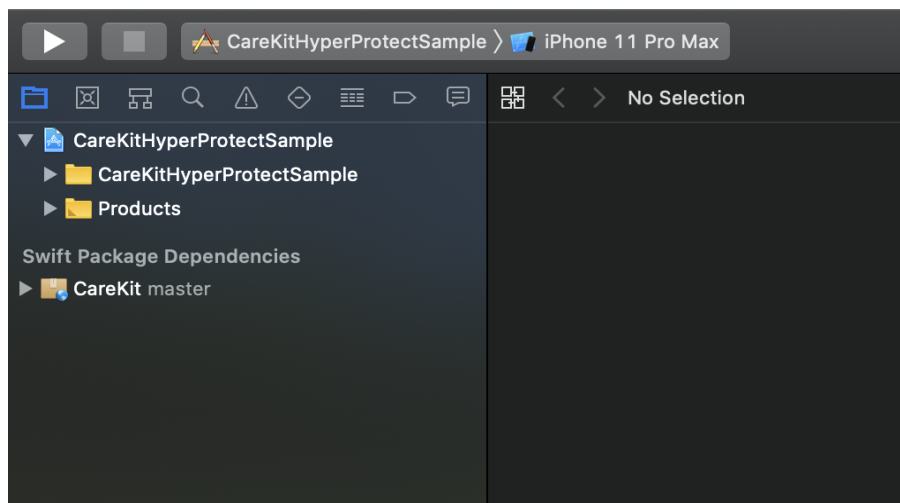 CareKitHyperProtectSample 〉 iPhone 11 Pro Max
No Selection
CareKitHyperProtectSample
CareKitHyperProtectSample
Products
Swift Package Dependencies
CareKit master